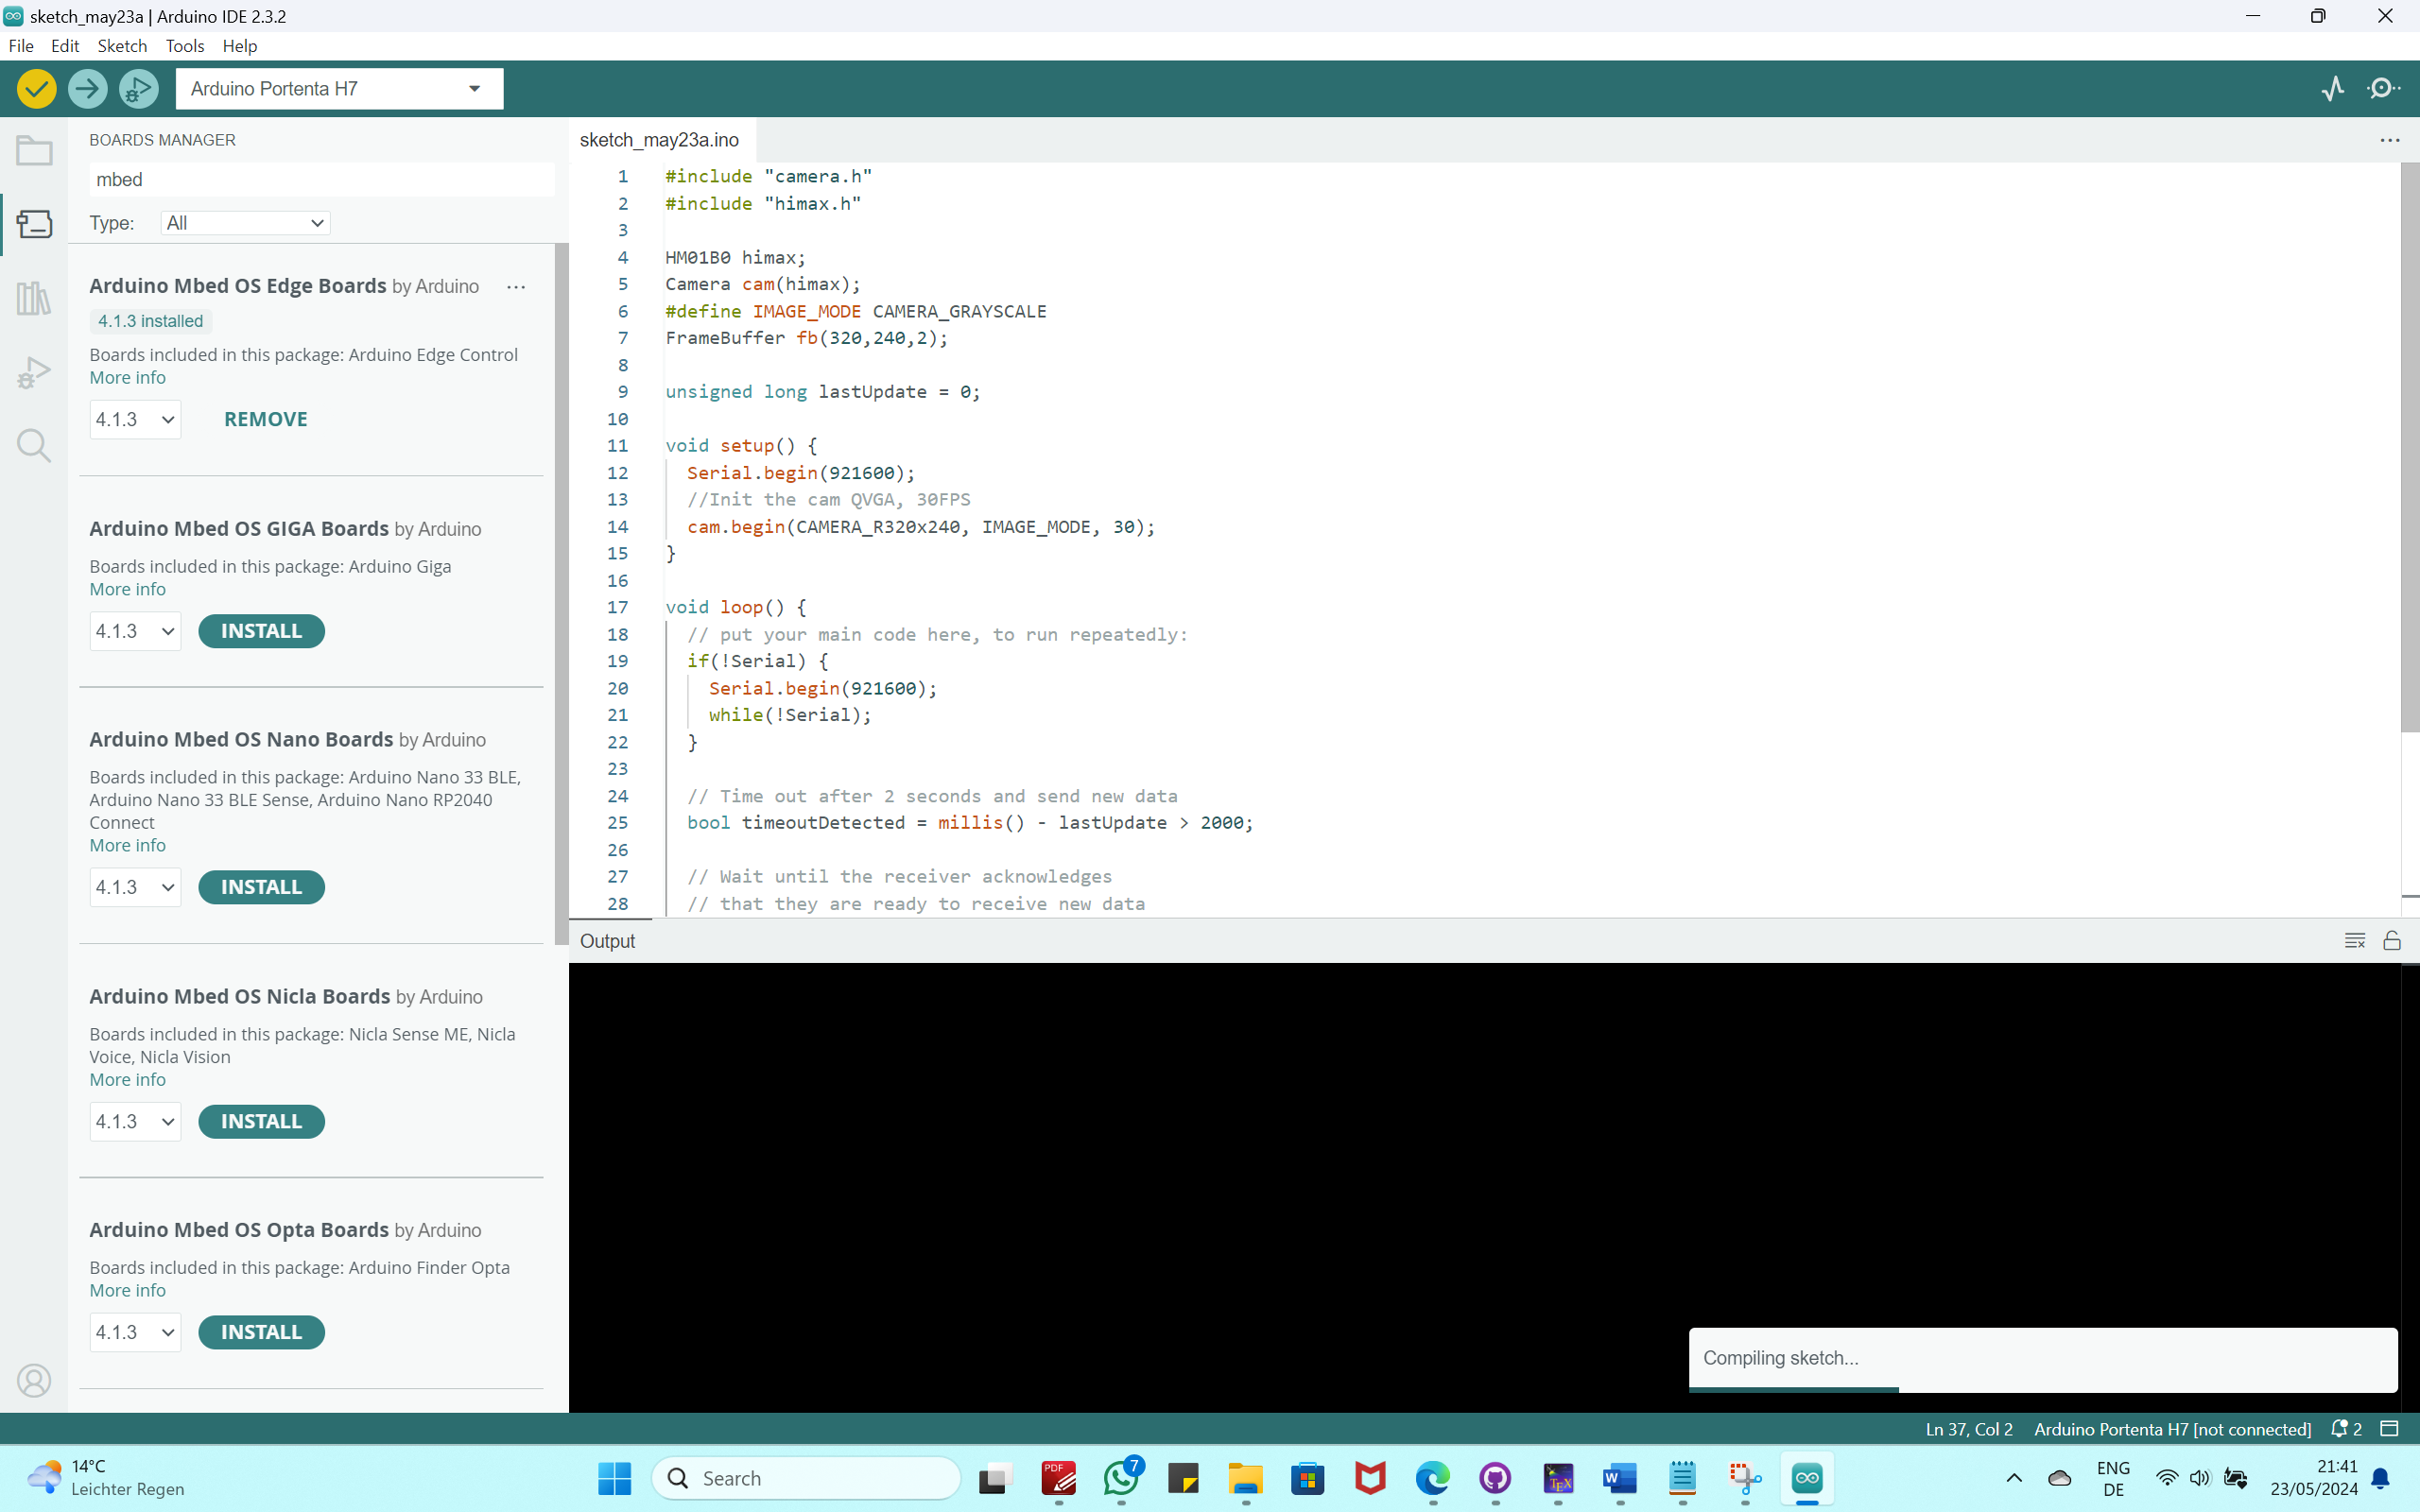 sketch_may23a | Arduino IDE 2.3.2
File Edit Sketch Tools Help
Arduino Portenta H7
BOARDS MANAGER
mbed
Type: All
Arduino Mbed OS Edge Boards by Arduino
4.1.3 installed
Boards included in this package: Arduino Edge Control
More info
4.1.3 REMOVE
Arduino Mbed OS GIGA Boards by Arduino
Boards included in this package: Arduino Giga
More info
4.1.3 INSTALL
Arduino Mbed OS Nano Boards by Arduino
Boards included in this package: Arduino Nano 33 BLE,
Arduino Nano 33 BLE Sense, Arduino Nano RP2040
Connect
More info
4.1.3 INSTALL
Arduino Mbed OS Nicla Boards by Arduino
Boards included in this package: Nicla Sense ME, Nicla
Voice, Nicla Vision
More info
4.1.3 INSTALL
Arduino Mbed OS Opta Boards by Arduino
Boards included in this package: Arduino Finder Opta
More info
4.1.3 INSTALL
sketch_may23a.ino
1 #include "camera.h"
2 #include "himax.h"
3
4 HM01B0 himax;
5 Camera cam(himax);
6 #define IMAGE_MODE CAMERA_GRAYSCALE
7 FrameBuffer fb(320,240,2);
8
9 unsigned long lastUpdate = 0;
10
11 void setup() {
12 Serial.begin(921600);
13 //Init the cam QVGA, 30FPS
14 cam.begin(CAMERA_R320x240, IMAGE_MODE, 30);
15 }
16
17 void loop() {
18 // put your main code here, to run repeatedly:
19 if(!Serial) {
20 Serial.begin(921600);
21 while(!Serial);
22 }
23
24 // Time out after 2 seconds and send new data
25 bool timeoutDetected = millis() - lastUpdate > 2000;
26
27 // Wait until the receiver acknowledges
28 // that they are ready to receive new data
Output
Compiling sketch...
Ln 37, Col 2 Arduino Portenta H7 [not connected] 2
14°C
Leichter Regen
Search
PDF
7
TEX
W
ENG
DE
21:41
23/05/2024